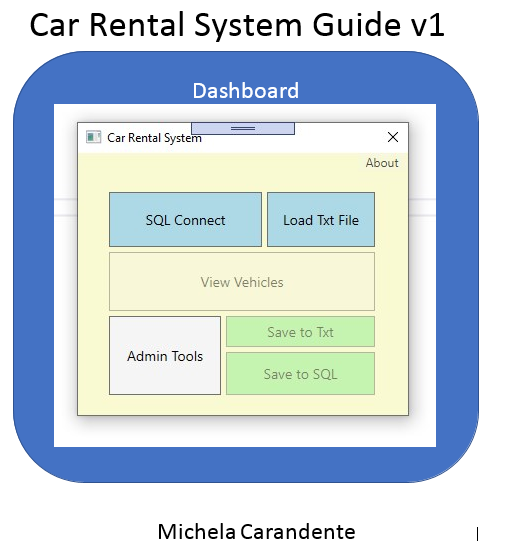 Car Rental System Guide v1
Dashboard
Car Rental System
About
SQL Connect
Load Txt File
View Vehicles
Admin Tools
Save to Txt
Save to SQL
Michela Carandente